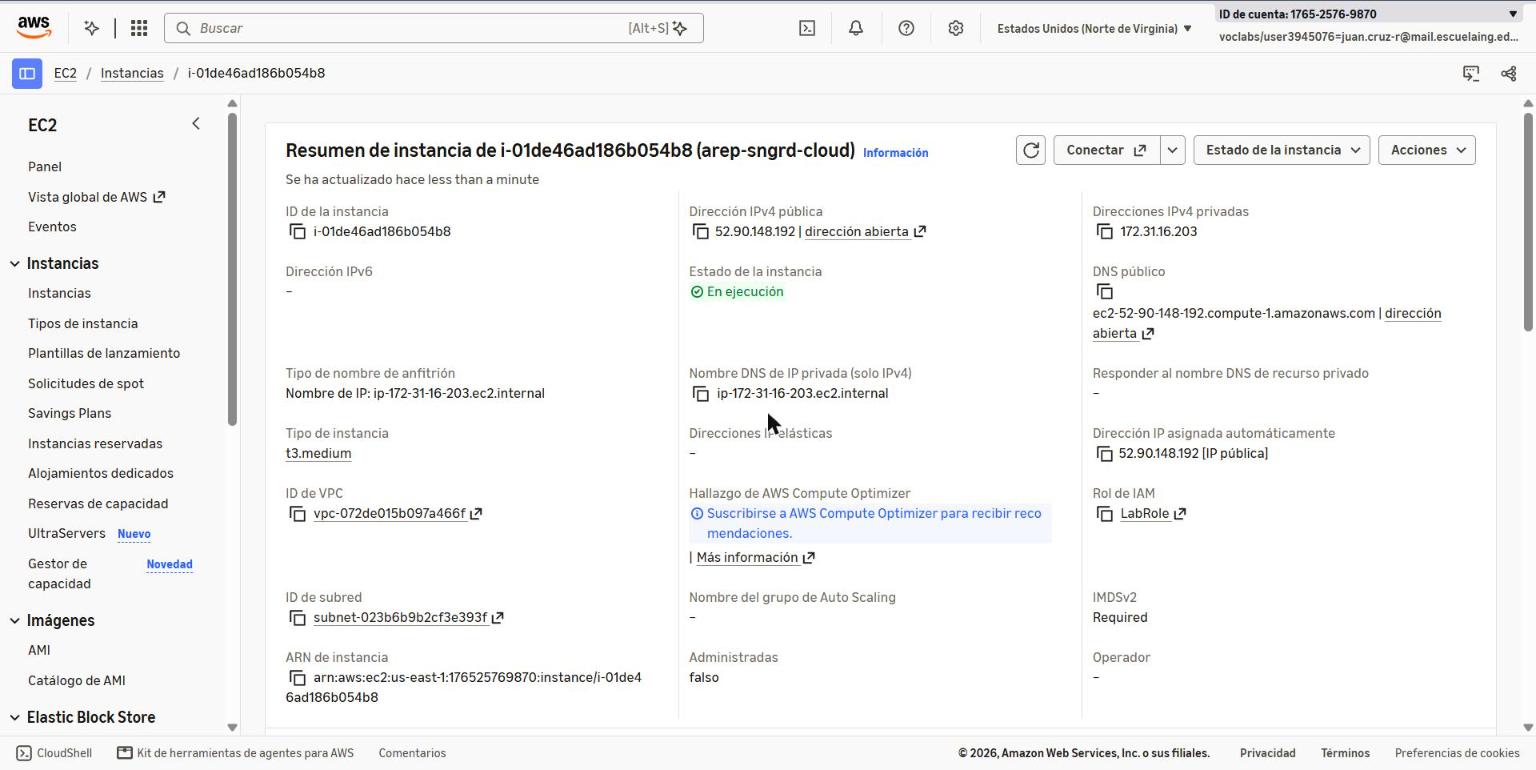 aws
Buscar [Alt+S]
Estados Unidos (Norte de Virginia)
ID de cuenta: 1765-2576-9870
voclabs/user3945076=juan.cruz-r@mail.escuelaing.ed...
EC2 / Instancias / i-01de46ad186b054b8
EC2
Panel
Vista global de AWS
Eventos
Instancias
Instancias
Tipos de instancia
Plantillas de lanzamiento
Solicitudes de spot
Savings Plans
Instancias reservadas
Alojamientos dedicados
Reservas de capacidad
UltraServers Nuevo
Gestor de Novedad
capacidad
Imágenes
AMI
Catálogo de AMI
Elastic Block Store
Resumen de instancia de i-01de46ad186b054b8 (arep-sngrd-cloud) Información
Conectar
Estado de la instancia
Acciones
Se ha actualizado hace less than a minute
ID de la instancia
i-01de46ad186b054b8
Dirección IPv4 pública
52.90.148.192 | dirección abierta
Direcciones IPv4 privadas
172.31.16.203
Dirección IPv6
–
Estado de la instancia
En ejecución
DNS público
ec2-52-90-148-192.compute-1.amazonaws.com | dirección
abierta
Tipo de nombre de anfitrión
Nombre de IP: ip-172-31-16-203.ec2.internal
Nombre DNS de IP privada (solo IPv4)
ip-172-31-16-203.ec2.internal
Responder al nombre DNS de recurso privado
–
Tipo de instancia
t3.medium
Direcciones IP elásticas
–
Dirección IP asignada automáticamente
52.90.148.192 [IP pública]
ID de VPC
vpc-072de015b097a466f
Hallazgo de AWS Compute Optimizer
Suscribirse a AWS Compute Optimizer para recibir reco
mendaciones.
| Más información
Rol de IAM
LabRole
ID de subred
subnet-023b6b9b2cf3e393f
Nombre del grupo de Auto Scaling
–
IMDSv2
Required
ARN de instancia
arn:aws:ec2:us-east-1:176525769870:instance/i-01de4
6ad186b054b8
Administradas
falso
Operador
–
CloudShell
Kit de herramientas de agentes para AWS
Comentarios
© 2026, Amazon Web Services, Inc. o sus filiales.
Privacidad
Términos
Preferencias de cookies